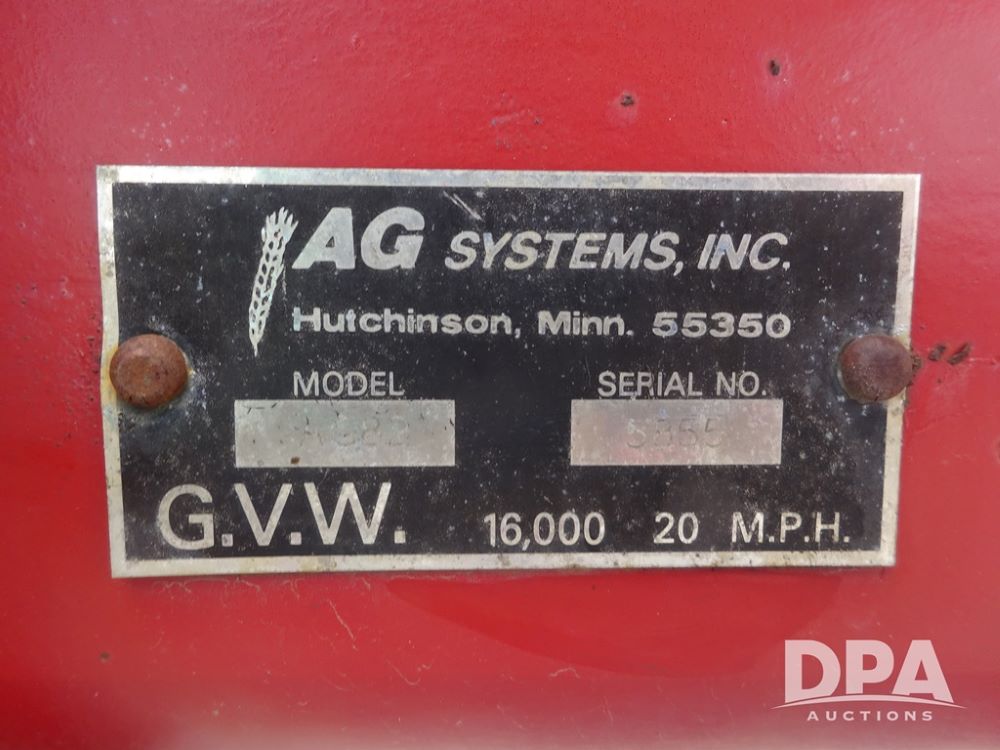 AG SYSTEMS, INC.
Hutchinson, Minn. 55350
MODEL SERIAL NO.
G.V.W. 16,000 20 M.P.H.
DPA
AUCTIONS